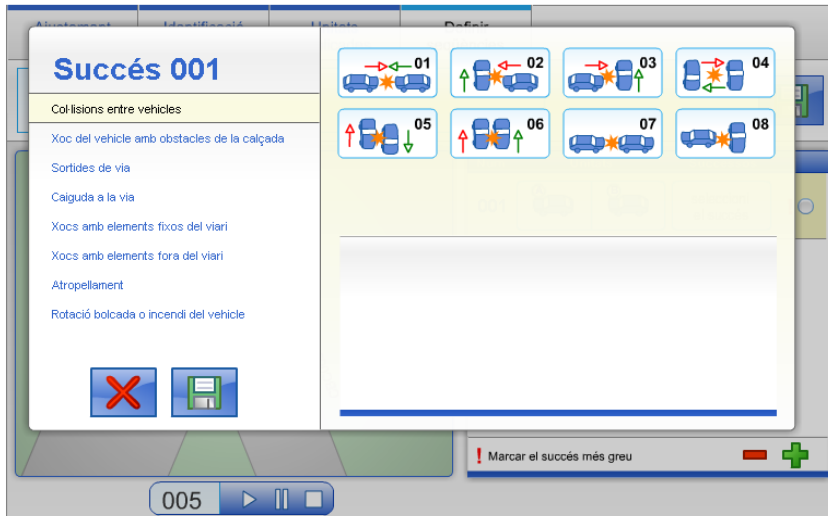 Ajustament Identificació Unitats Definir
Succés 001
Col·lisions entre vehicles
Xoc del vehicle amb obstacles de la calçada
Sortides de via
Caiguda a la via
Xocs amb elements fixos del viari
Xocs amb elements fora del viari
Atropellament
Rotació bolcada o incendi del vehicle
01 02 03 04
05 06 07 08
001
! Marcar el succés més greu
005